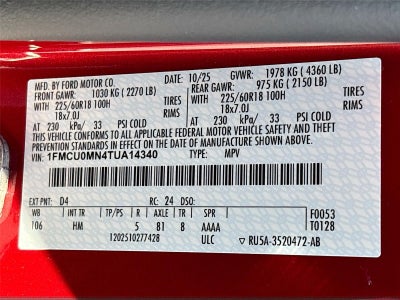 MFD. BY FORD MOTOR CO. 10/25 GVWR: 1978 KG (4360 LB)
FRONT GAWR: 1030 KG (2270 LB) REAR GAWR: 975 KG (2150 LB)
WITH 225/60R18 100H TIRES WITH 225/60R18 100H TIRES
18x7.0J RIMS 18x7.0J RIMS
AT 230 kPa/ 33 PSI COLD AT 230 kPa/ 33 PSI COLD
THIS VEHICLE CONFORMS TO ALL APPLICABLE FEDERAL MOTOR VEHICLE
SAFETY AND THEFT PREVENTION STANDARDS IN EFFECT ON THE DATE OF
MANUFACTURE SHOWN ABOVE.
VIN: 1FMCU0MN4TUA14340 TYPE: MPV
EXT PNT: D4 RC: 24 DSO:
WB INT TR TP/PS R AXLE TR SPR F0053
106 HM 5 81 8 AAAA T0128
1202510277428 ULC RU5A-3520472-AB